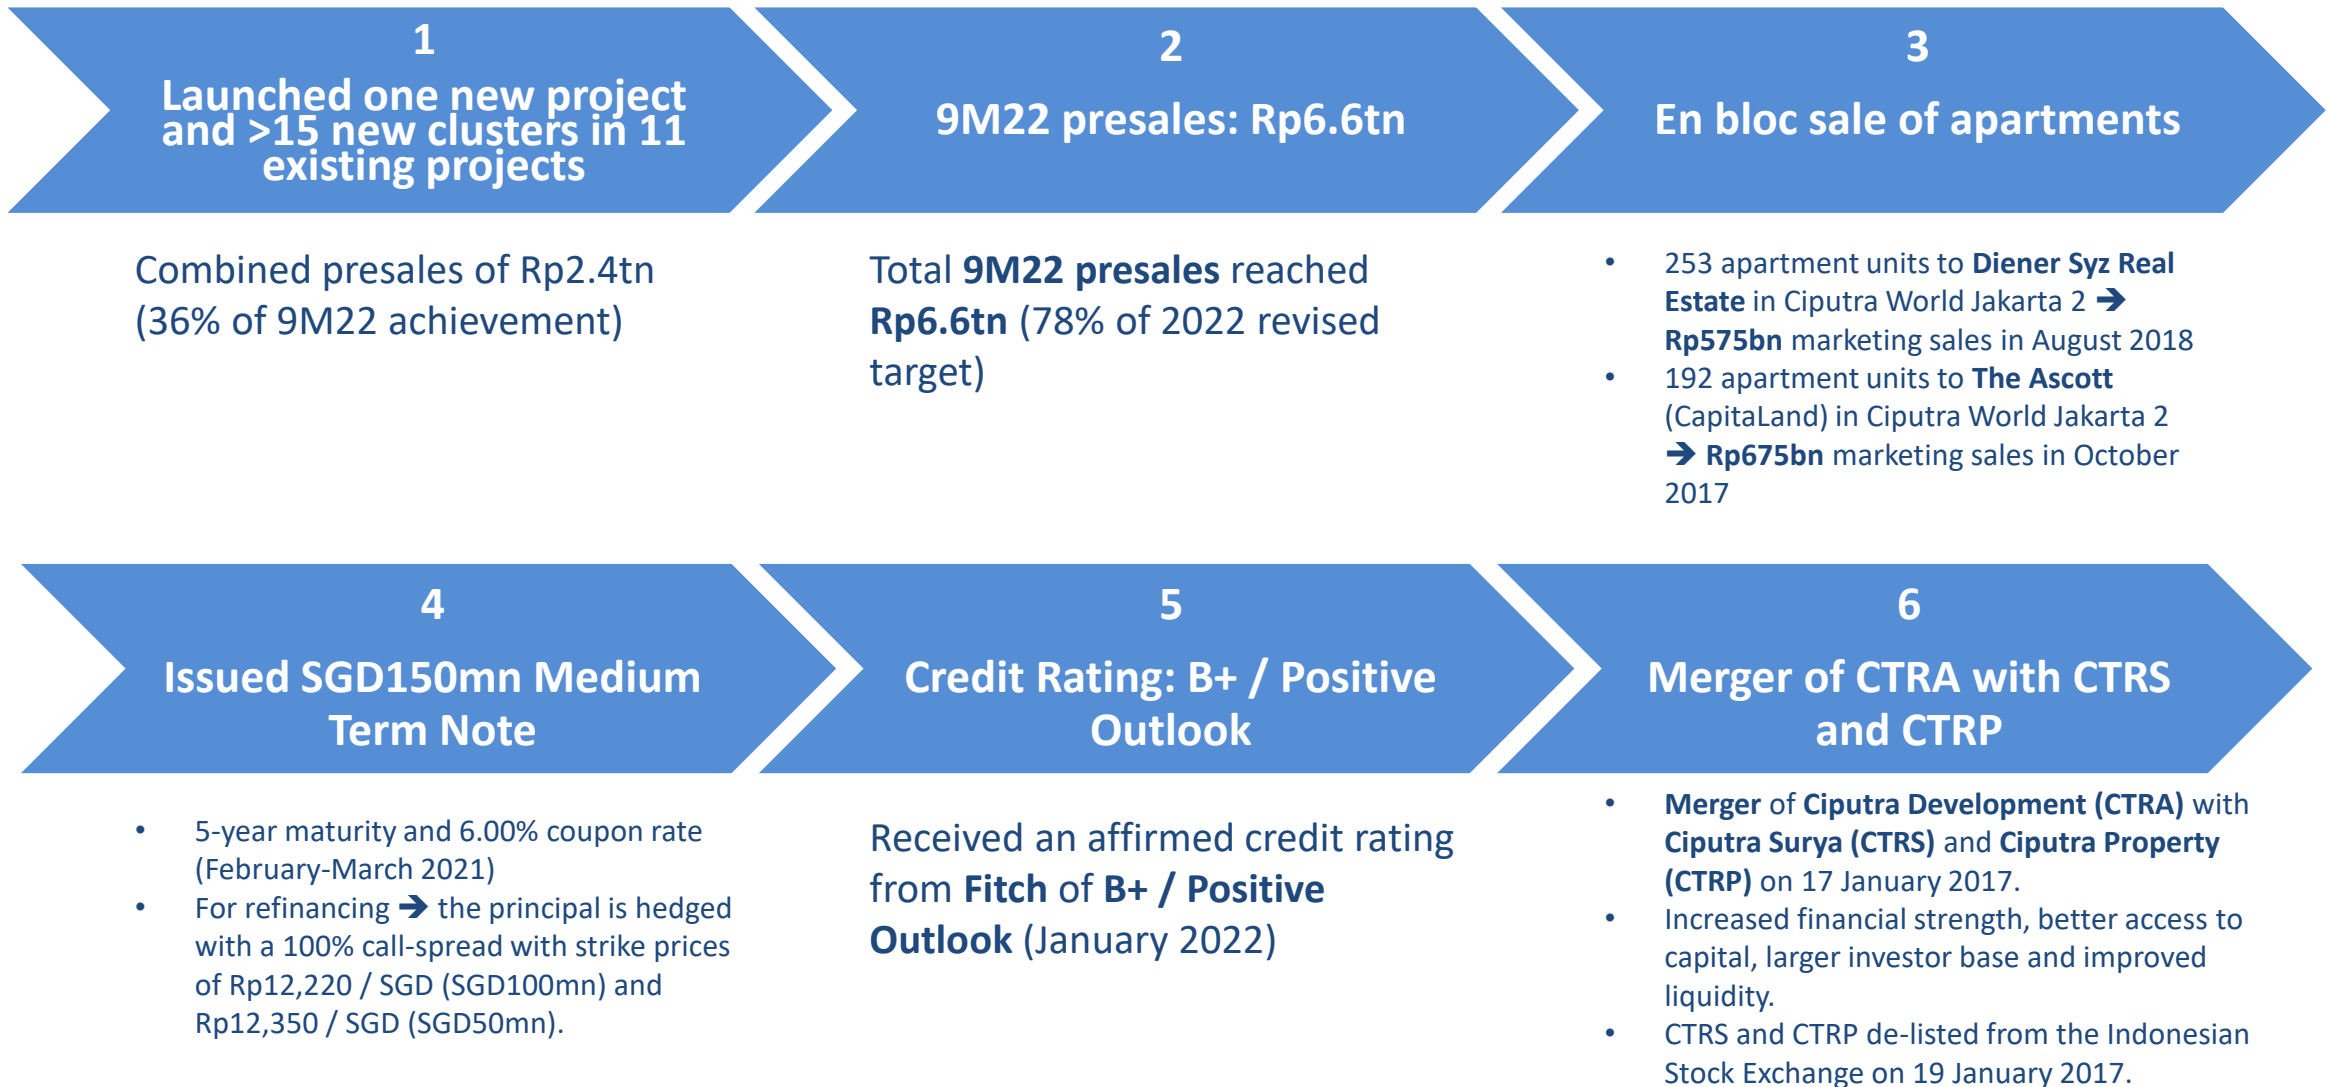 1
Launched one new project
and >15 new clusters in 11
existing projects
Combined presales of Rp2.4tn
(36% of 9M22 achievement)
2
9M22 presales: Rp6.6tn
Total 9M22 presales reached
Rp6.6tn (78% of 2022 revised
target)
3
En bloc sale of apartments
• 253 apartment units to Diener Syz Real
Estate in Ciputra World Jakarta 2 ➔
Rp575bn marketing sales in August 2018
• 192 apartment units to The Ascott
(CapitaLand) in Ciputra World Jakarta 2
➔ Rp675bn marketing sales in October
2017
4
Issued SGD150mn Medium
Term Note
• 5-year maturity and 6.00% coupon rate
(February-March 2021)
• For refinancing ➔ the principal is hedged
with a 100% call-spread with strike prices
of Rp12,220 / SGD (SGD100mn) and
Rp12,350 / SGD (SGD50mn).
5
Credit Rating: B+ / Positive
Outlook
Received an affirmed credit rating
from Fitch of B+ / Positive
Outlook (January 2022)
6
Merger of CTRA with CTRS
and CTRP
• Merger of Ciputra Development (CTRA) with
Ciputra Surya (CTRS) and Ciputra Property
(CTRP) on 17 January 2017.
• Increased financial strength, better access to
capital, larger investor base and improved
liquidity.
• CTRS and CTRP de-listed from the Indonesian
Stock Exchange on 19 January 2017.